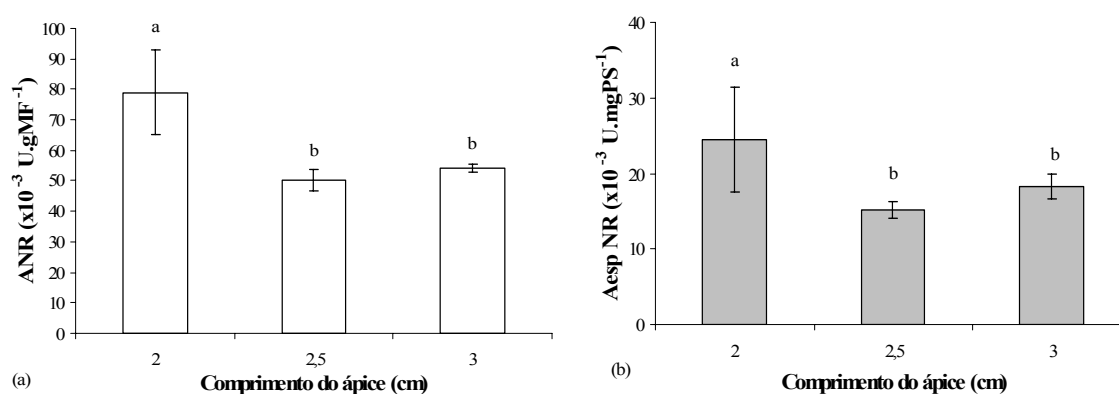 ANR (x10⁻³ U.gMF⁻¹)
100
90
80
70
60
50
40
30
20
10
0
a
b
b
2
2,5
3
Comprimento do ápice (cm)
(a)
Aesp NR (x10⁻³ U.mgPS⁻¹)
40
30
20
10
0
a
b
b
2
2,5
3
Comprimento do ápice (cm)
(b)